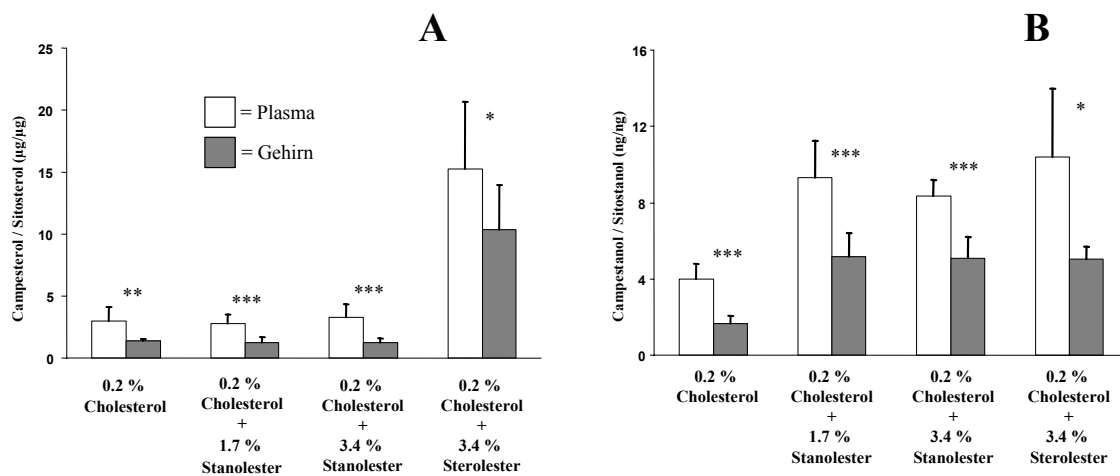 A
Campesterol / Sitosterol (µg/µg)
25
20
15
10
5
0
= Plasma
= Gehirn
**
***
***
*
0.2 %
Cholesterol
0.2 %
Cholesterol
+
1.7 %
Stanolester
0.2 %
Cholesterol
+
3.4 %
Stanolester
0.2 %
Cholesterol
+
3.4 %
Sterolester
B
Campestanol / Sitostanol (ng/ng)
16
12
8
4
0
***
***
***
*
0.2 %
Cholesterol
0.2 %
Cholesterol
+
1.7 %
Stanolester
0.2 %
Cholesterol
+
3.4 %
Stanolester
0.2 %
Cholesterol
+
3.4 %
Sterolester